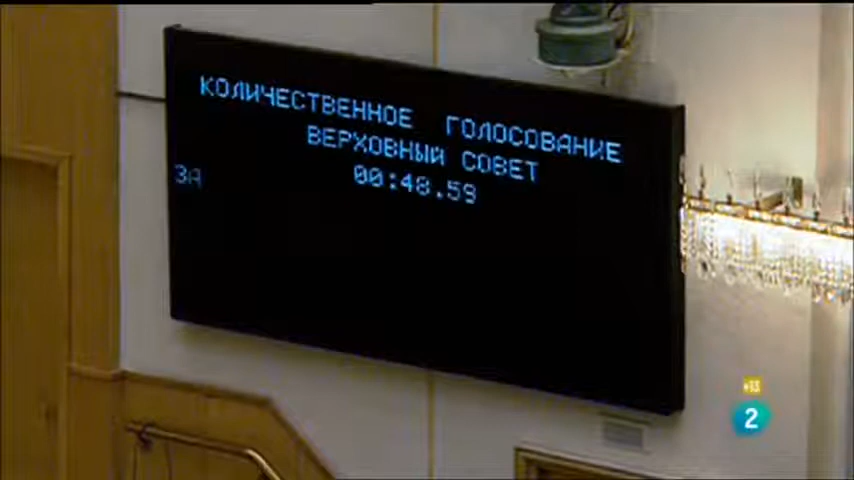 КОЛИЧЕСТВЕННОЕ ГОЛОСОВАНИЕ
ВЕРХОВНЫЙ СОВЕТ
ЗА 00:48.59
+13
2